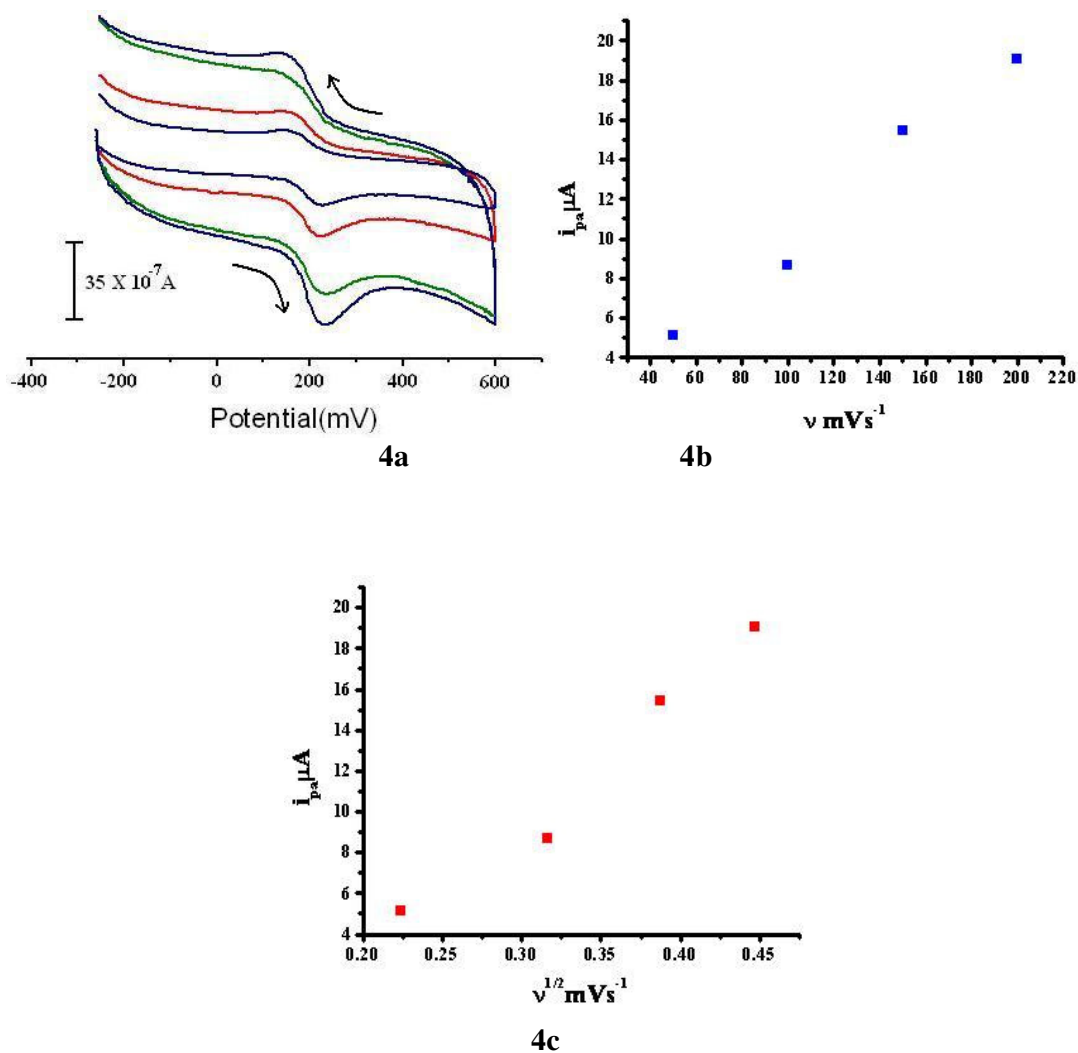 35 X 10⁻⁷A
-400 -200 0 200 400 600
Potential(mV)
4a
20
18
16
14
12
10
8
6
4
i_pa μA
40 60 80 100 120 140 160 180 200 220
ν mVs⁻¹
4b
20
18
16
14
12
10
8
6
4
i_pa μA
0.20 0.25 0.30 0.35 0.40 0.45
ν^1/2 mVs⁻¹
4c